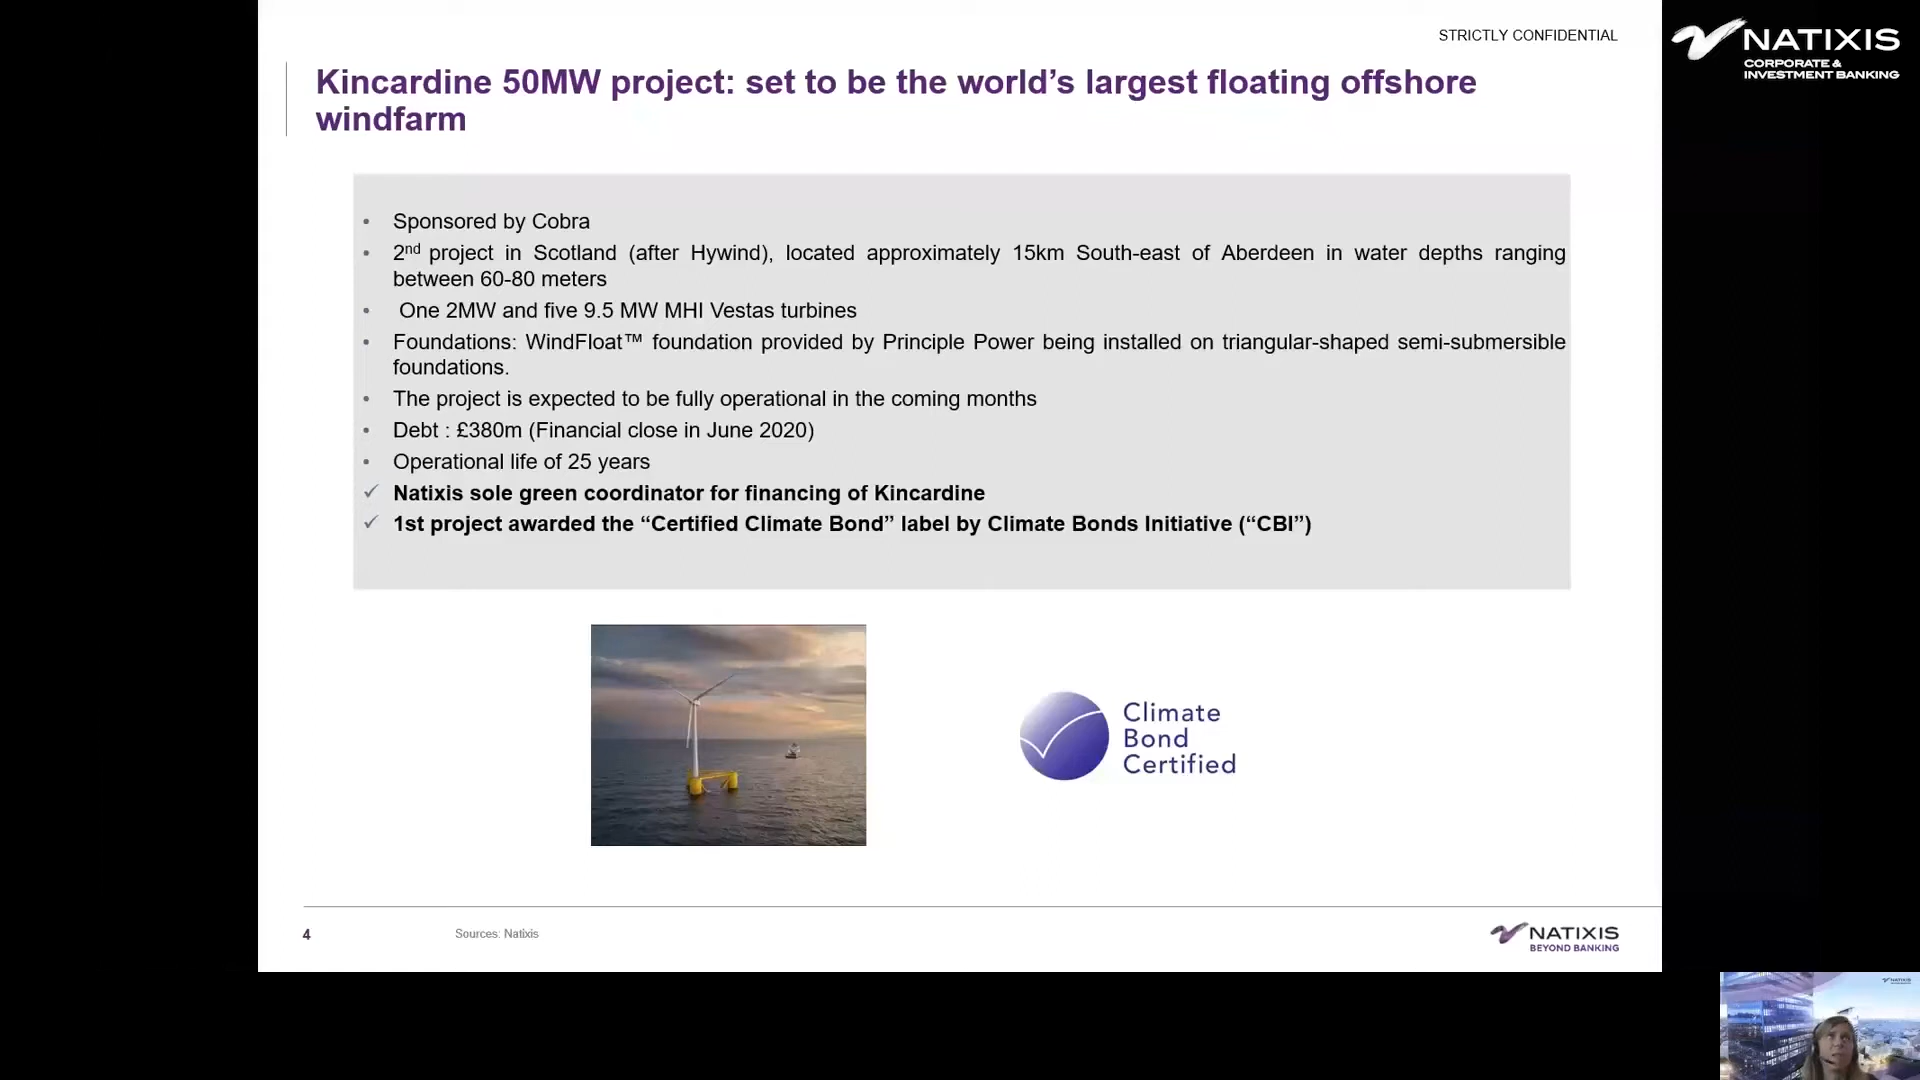 STRICTLY CONFIDENTIAL
NATIXIS
CORPORATE &
INVESTMENT BANKING
Kincardine 50MW project: set to be the world’s largest floating offshore
windfarm
• Sponsored by Cobra
• 2nd project in Scotland (after Hywind), located approximately 15km South-east of Aberdeen in water depths ranging
between 60-80 meters
• One 2MW and five 9.5 MW MHI Vestas turbines
• Foundations: WindFloat™ foundation provided by Principle Power being installed on triangular-shaped semi-submersible
foundations.
• The project is expected to be fully operational in the coming months
• Debt : £380m (Financial close in June 2020)
• Operational life of 25 years
✓ Natixis sole green coordinator for financing of Kincardine
✓ 1st project awarded the “Certified Climate Bond” label by Climate Bonds Initiative (“CBI”)
Climate
Bond
Certified
4
Sources: Natixis
NATIXIS
BEYOND BANKING